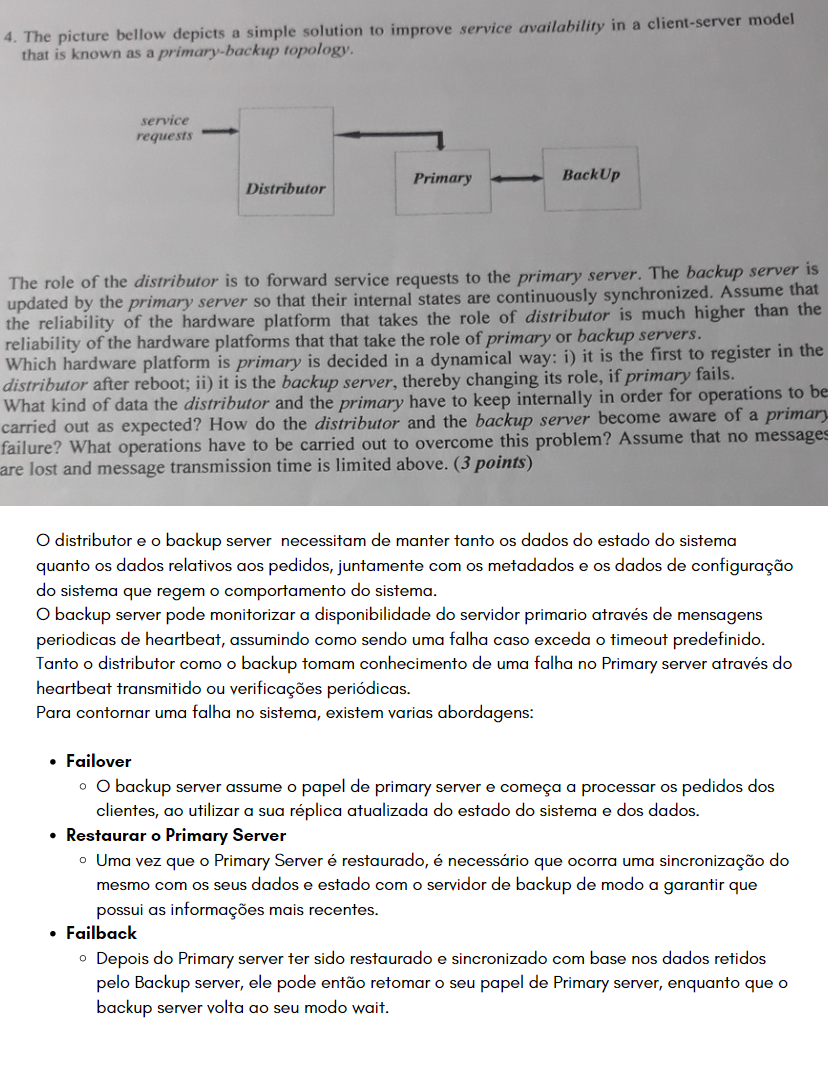 4. The picture bellow depicts a simple solution to improve service availability in a client-server model
that is known as a primary-backup topology.
service
requests
Distributor
Primary
BackUp
The role of the distributor is to forward service requests to the primary server. The backup server is
updated by the primary server so that their internal states are continuously synchronized. Assume that
the reliability of the hardware platform that takes the role of distributor is much higher than the
reliability of the hardware platforms that that take the role of primary or backup servers.
Which hardware platform is primary is decided in a dynamical way: i) it is the first to register in the
distributor after reboot; ii) it is the backup server, thereby changing its role, if primary fails.
What kind of data the distributor and the primary have to keep internally in order for operations to be
carried out as expected? How do the distributor and the backup server become aware of a primary
failure? What operations have to be carried out to overcome this problem? Assume that no messages
are lost and message transmission time is limited above. (3 points)
O distributor e o backup server necessitam de manter tanto os dados do estado do sistema
quanto os dados relativos aos pedidos, juntamente com os metadados e os dados de configuração
do sistema que regem o comportamento do sistema.
O backup server pode monitorizar a disponibilidade do servidor primario através de mensagens
periodicas de heartbeat, assumindo como sendo uma falha caso exceda o timeout predefinido.
Tanto o distributor como o backup tomam conhecimento de uma falha no Primary server através do
heartbeat transmitido ou verificações periódicas.
Para contornar uma falha no sistema, existem varias abordagens:
• Failover
◦ O backup server assume o papel de primary server e começa a processar os pedidos dos
clientes, ao utilizar a sua réplica atualizada do estado do sistema e dos dados.
• Restaurar o Primary Server
◦ Uma vez que o Primary Server é restaurado, é necessário que ocorra uma sincronização do
mesmo com os seus dados e estado com o servidor de backup de modo a garantir que
possui as informações mais recentes.
• Failback
◦ Depois do Primary server ter sido restaurado e sincronizado com base nos dados retidos
pelo Backup server, ele pode então retomar o seu papel de Primary server, enquanto que o
backup server volta ao seu modo wait.